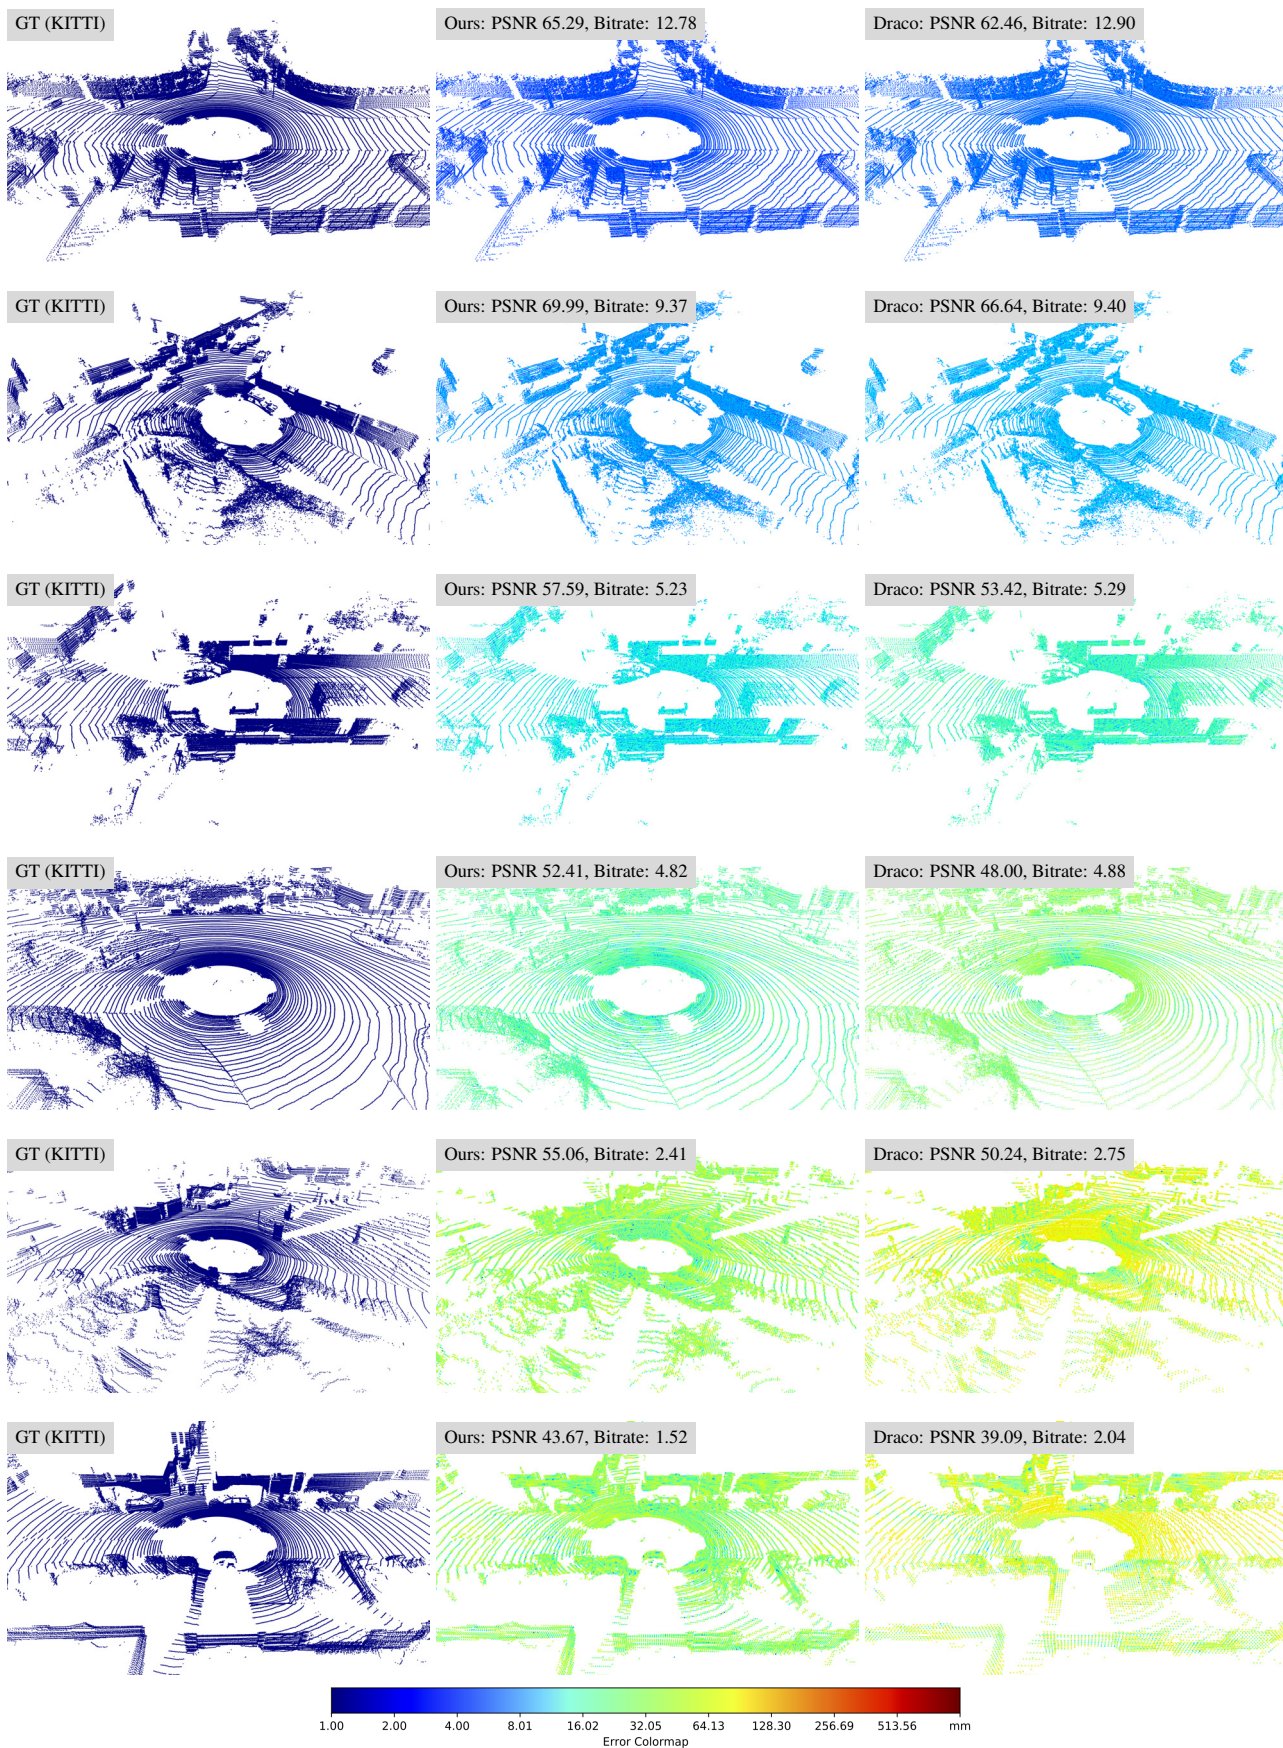 GT (KITTI)
Ours: PSNR 65.29, Bitrate: 12.78
Draco: PSNR 62.46, Bitrate: 12.90
GT (KITTI)
Ours: PSNR 69.99, Bitrate: 9.37
Draco: PSNR 66.64, Bitrate: 9.40
GT (KITTI)
Ours: PSNR 57.59, Bitrate: 5.23
Draco: PSNR 53.42, Bitrate: 5.29
GT (KITTI)
Ours: PSNR 52.41, Bitrate: 4.82
Draco: PSNR 48.00, Bitrate: 4.88
GT (KITTI)
Ours: PSNR 55.06, Bitrate: 2.41
Draco: PSNR 50.24, Bitrate: 2.75
GT (KITTI)
Ours: PSNR 43.67, Bitrate: 1.52
Draco: PSNR 39.09, Bitrate: 2.04
1.00 2.00 4.00 8.01 16.02 32.05 64.13 128.30 256.69 513.56 mm
Error Colormap